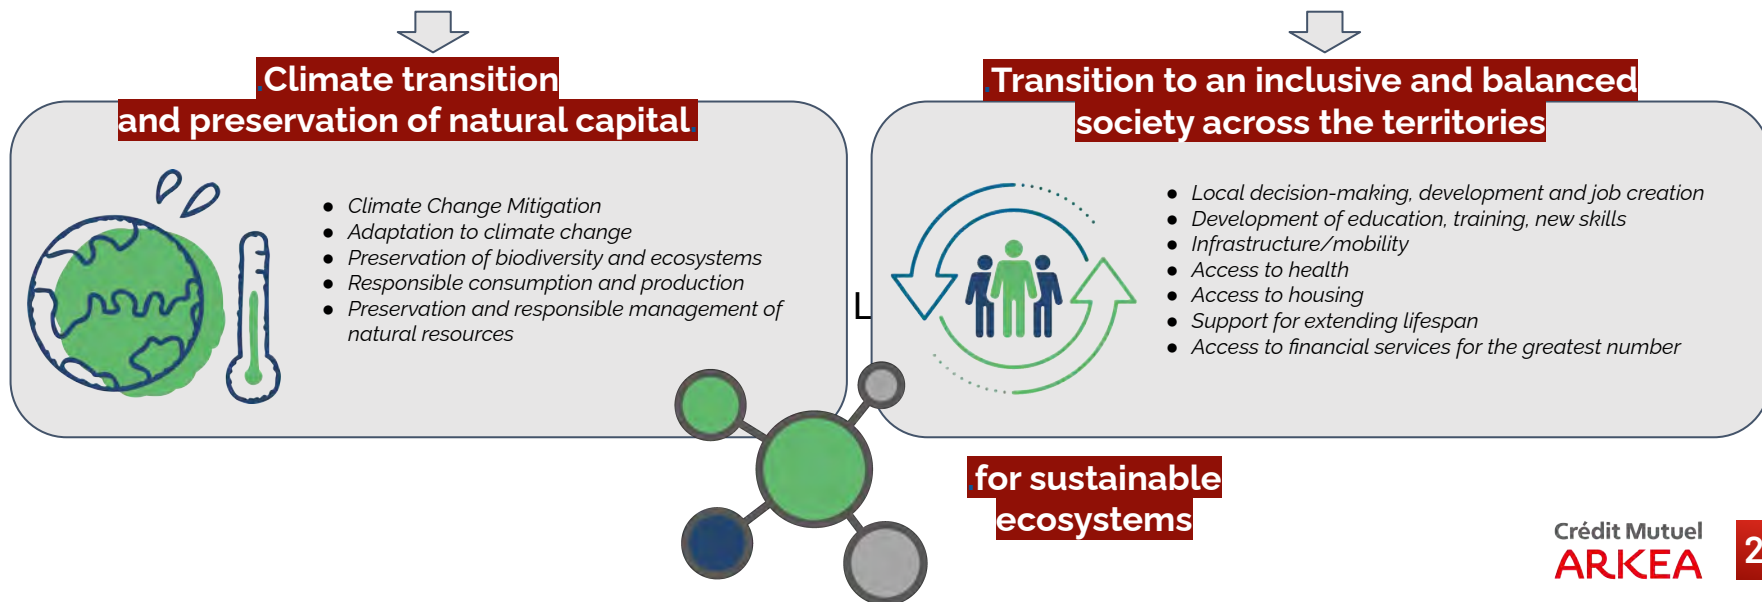 .Climate transition
and preservation of natural capital.
● Climate Change Mitigation
● Adaptation to climate change
● Preservation of biodiversity and ecosystems
● Responsible consumption and production
● Preservation and responsible management of
natural resources
L
.Transition to an inclusive and balanced
society across the territories
● Local decision-making, development and job creation
● Development of education, training, new skills
● Infrastructure/mobility
● Access to health
● Access to housing
● Support for extending lifespan
● Access to financial services for the greatest number
.for sustainable
ecosystems
Crédit Mutuel
ARKEA
2